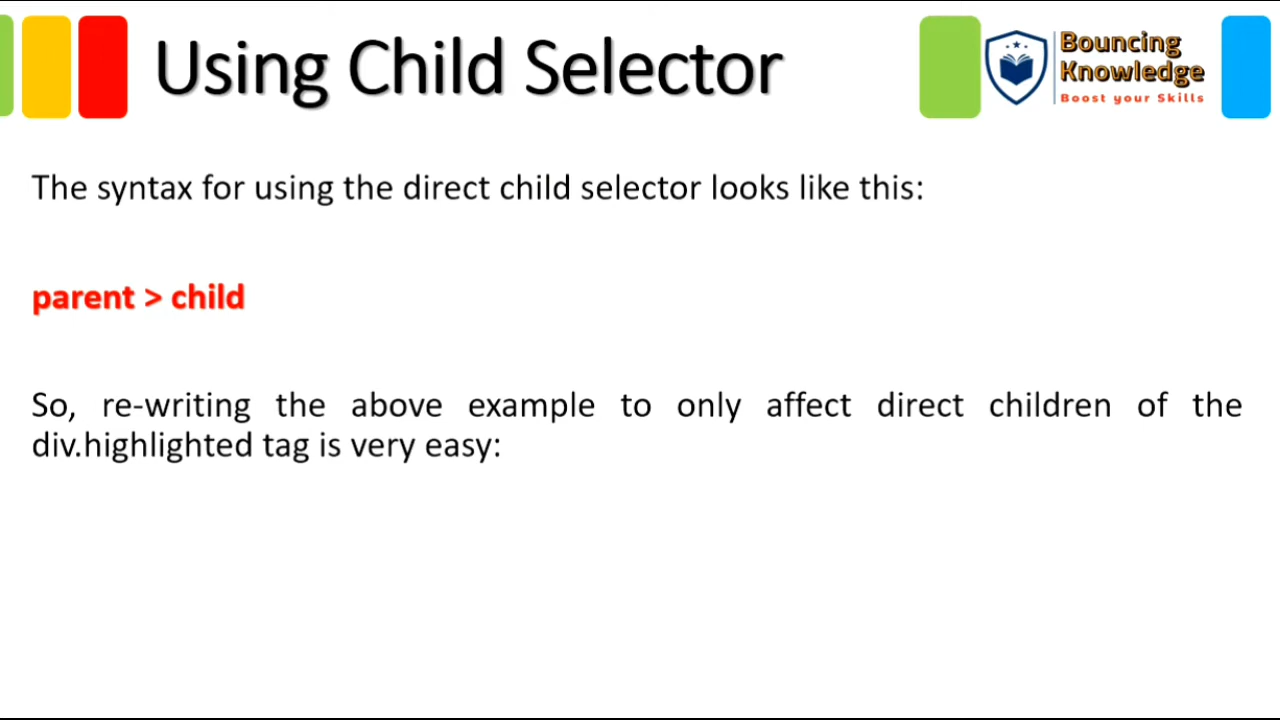 Using Child Selector
Bouncing
Knowledge
Boost your Skills
The syntax for using the direct child selector looks like this:
parent > child
So, re-writing the above example to only affect direct children of the
div.highlighted tag is very easy: